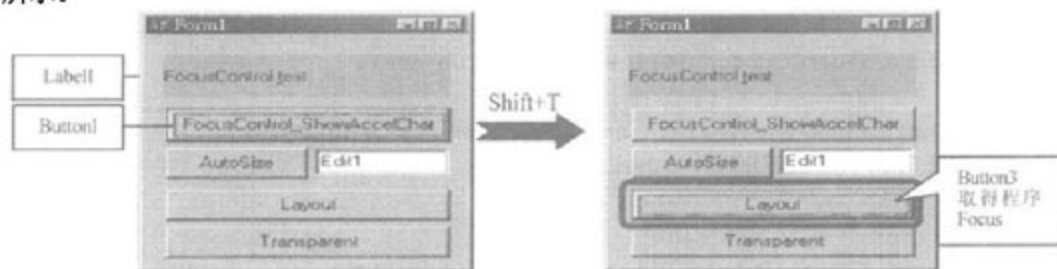 Form1
FocusControl test
FocusControl_ShowAccelChar
AutoSize
Edit1
Layout
Transparent
Label1
Button1
Shift+T
Form1
FocusControl test
FocusControl_ShowAccelChar
AutoSize
Edit1
Layout
Transparent
Button3
取得程序
Focus